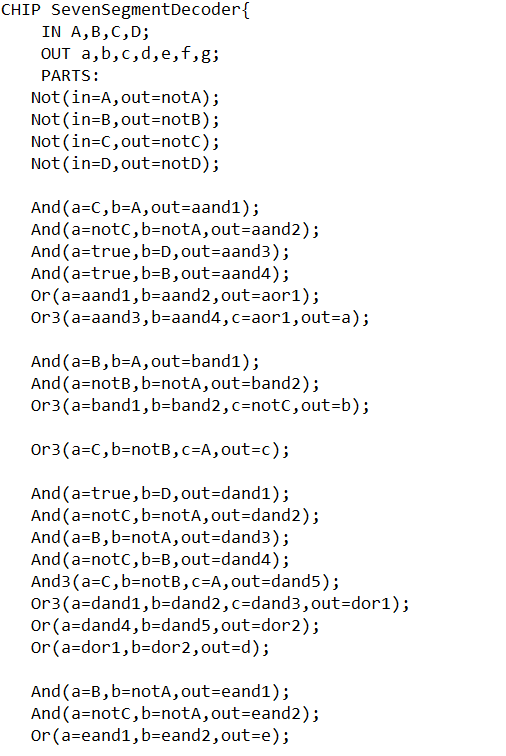 CHIP SevenSegmentDecoder{
IN A,B,C,D;
OUT a,b,c,d,e,f,g;
PARTS:
Not(in=A,out=notA);
Not(in=B,out=notB);
Not(in=C,out=notC);
Not(in=D,out=notD);
And(a=C,b=A,out=aand1);
And(a=notC,b=notA,out=aand2);
And(a=true,b=D,out=aand3);
And(a=true,b=B,out=aand4);
Or(a=aand1,b=aand2,out=aor1);
Or3(a=aand3,b=aand4,c=aor1,out=a);
And(a=B,b=A,out=band1);
And(a=notB,b=notA,out=band2);
Or3(a=band1,b=band2,c=notC,out=b);
Or3(a=C,b=notB,c=A,out=c);
And(a=true,b=D,out=dand1);
And(a=notC,b=notA,out=dand2);
And(a=B,b=notA,out=dand3);
And(a=notC,b=B,out=dand4);
And3(a=C,b=notB,c=A,out=dand5);
Or3(a=dand1,b=dand2,c=dand3,out=dor1);
Or(a=dand4,b=dand5,out=dor2);
Or(a=dor1,b=dor2,out=d);
And(a=B,b=notA,out=eand1);
And(a=notC,b=notA,out=eand2);
Or(a=eand1,b=eand2,out=e);